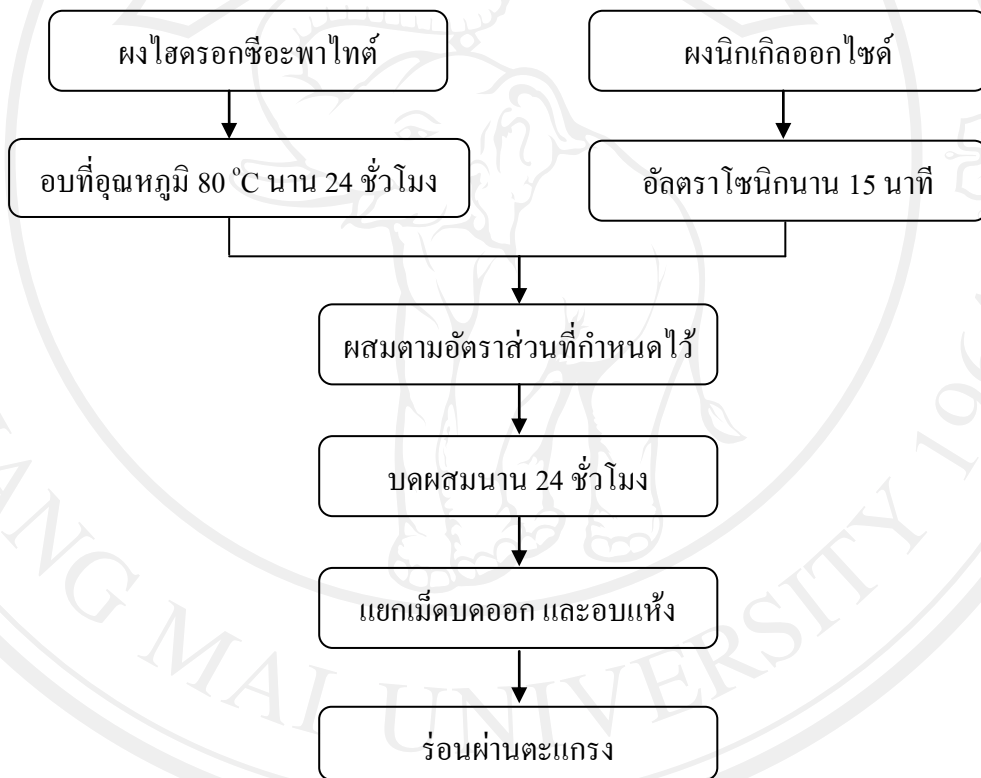 ผงไฮดรอกซีอะพาไทต์
ผงนิกเกิลออกไซด์
อบที่อุณหภูมิ 80 °C นาน 24 ชั่วโมง
อัลตราโซนิกนาน 15 นาที
ผสมตามอัตราส่วนที่กำหนดไว้
บดผสมนาน 24 ชั่วโมง
แยกเม็ดบดออก และอบแห้ง
ร่อนผ่านตะแกรง
ANG MAI UNIVERSITY 196